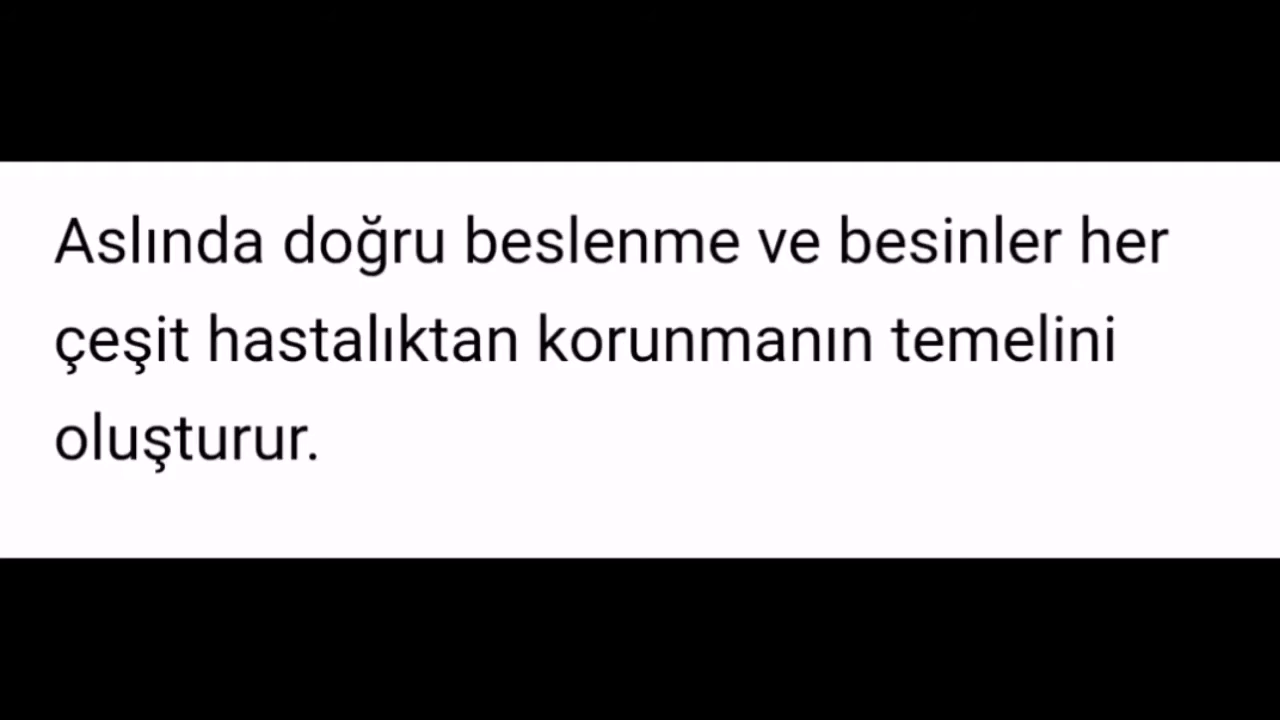 Aslında doğru beslenme ve besinler her
çeşit hastalıktan korunmanın temelini
oluşturur.